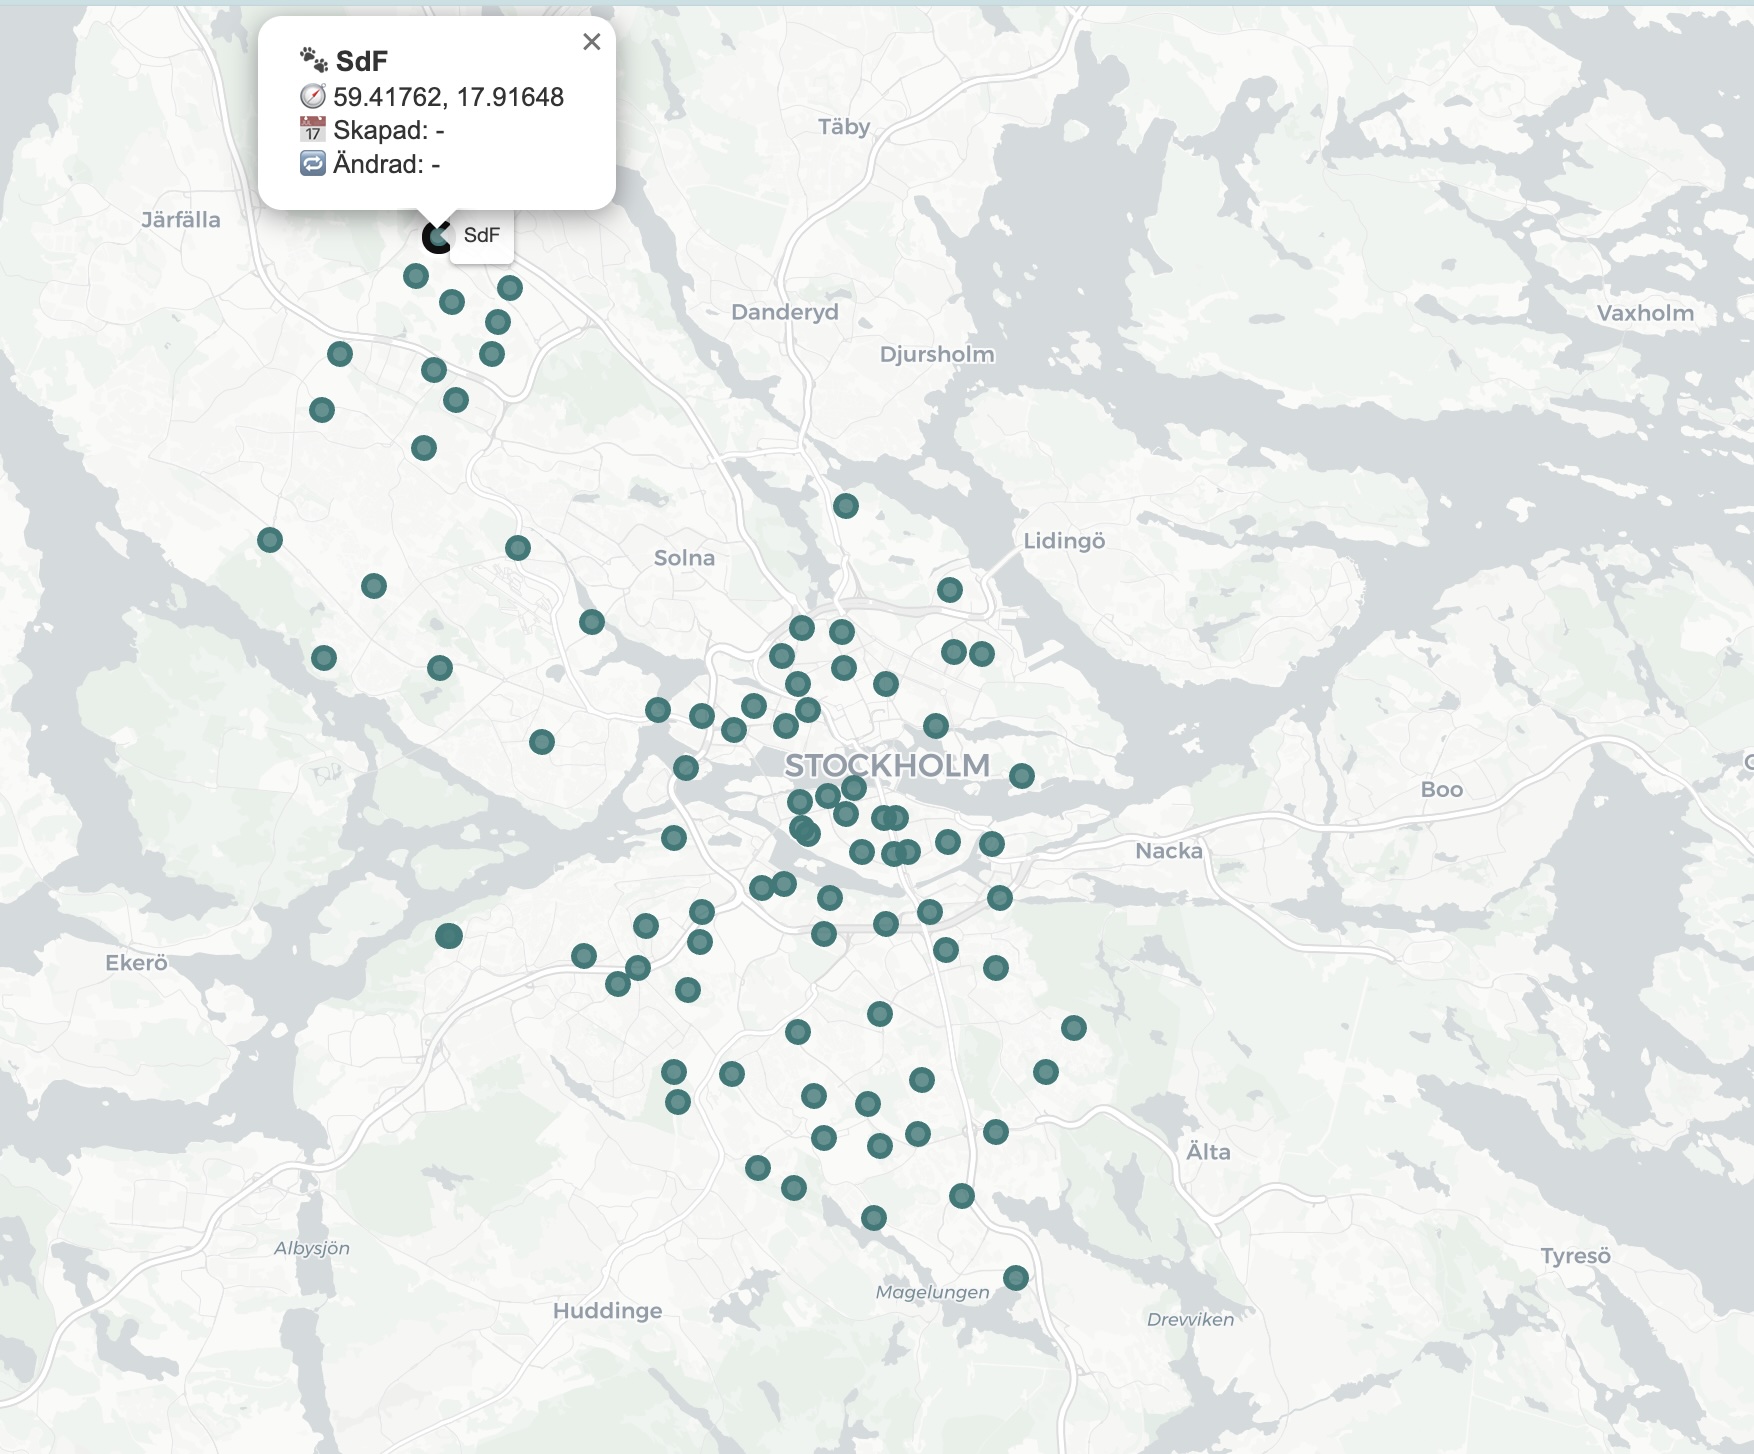 SdF
59.41762, 17.91648
17 Skapad: -
Ändrad: -
SdF
Täby
Järfälla
Danderyd
Vaxholm
Djursholm
Lidingö
Solna
STOCKHOLM
Boo
Nacka
Ekerö
Älta
Albysjön
Tyresö
Magelungen
Huddinge
Drevviken